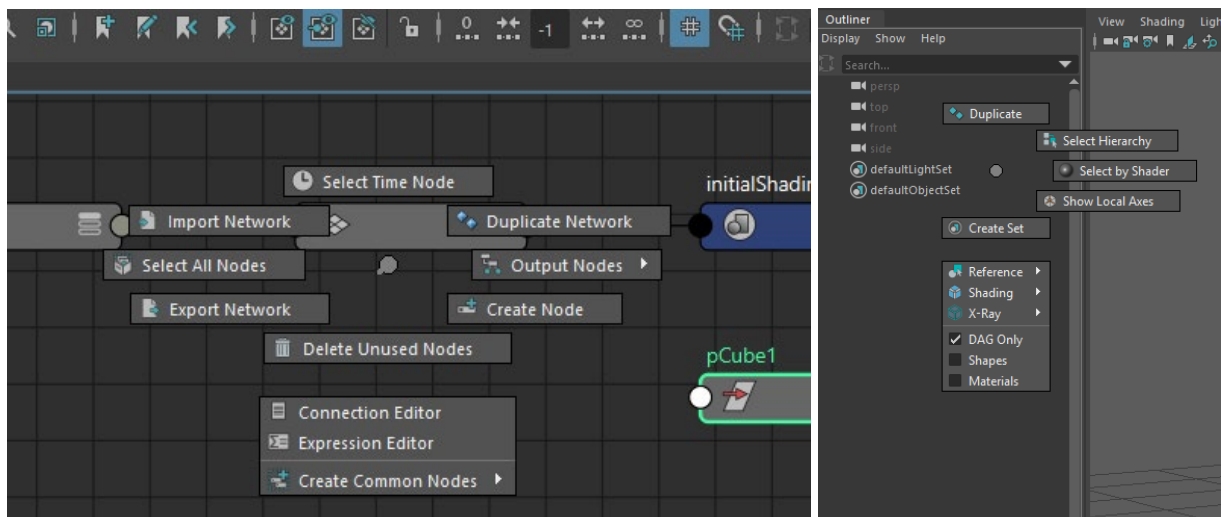 0
-1
∞
Select Time Node
initialShadin
Import Network
Duplicate Network
Select All Nodes
Output Nodes
Export Network
Create Node
Delete Unused Nodes
pCube1
Connection Editor
Expression Editor
Create Common Nodes
Outliner
Display Show Help
Search...
persp
top
front
side
defaultLightSet
defaultObjectSet
Duplicate
Select Hierarchy
Select by Shader
Show Local Axes
Create Set
Reference
Shading
X-Ray
DAG Only
Shapes
Materials
View Shading Ligh